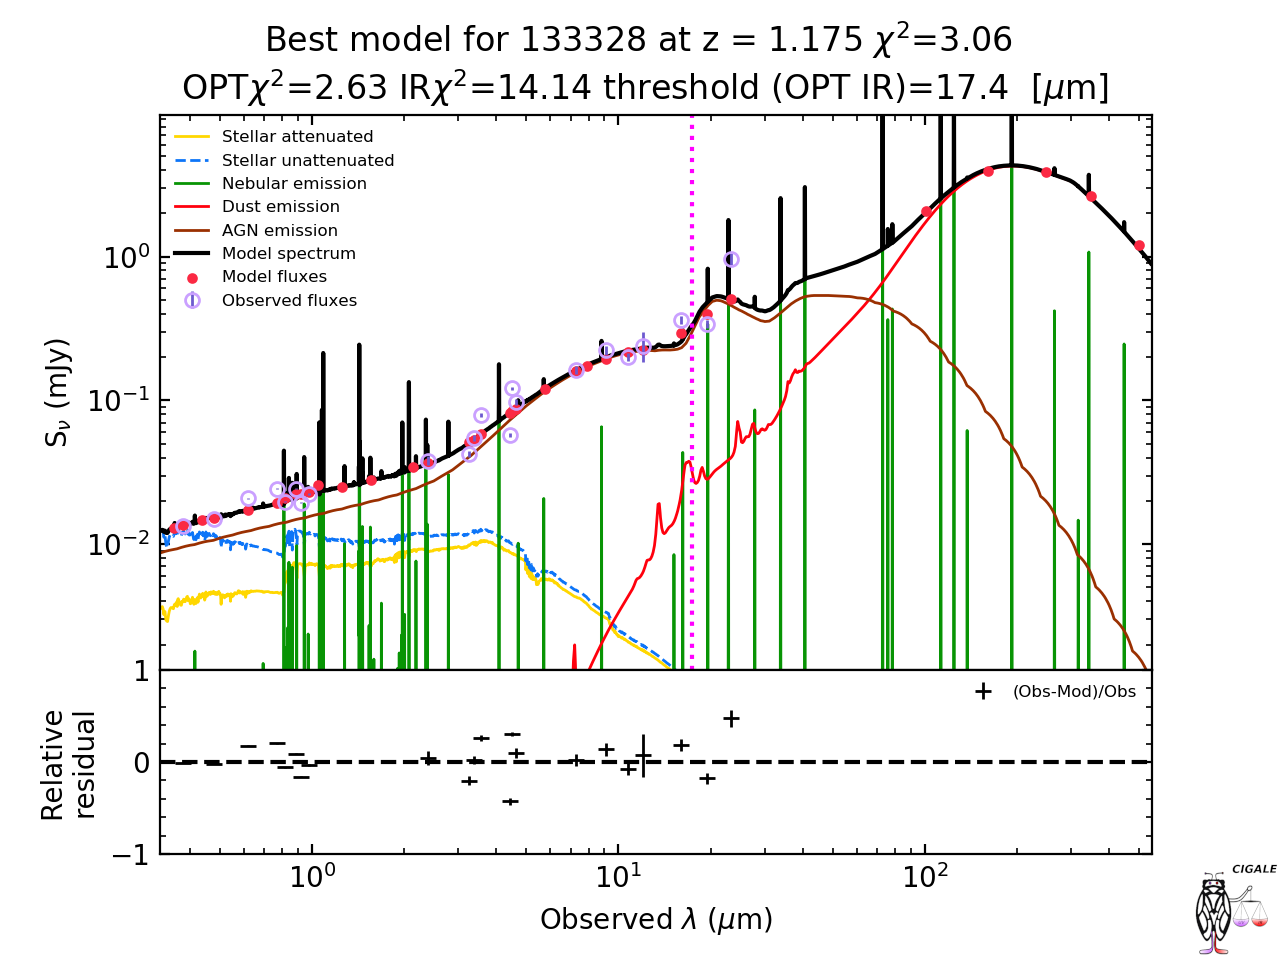 Best model for 133328 at z = 1.175 χ²=3.06
OPTχ²=2.63 IRχ²=14.14 threshold (OPT IR)=17.4 [μm]
Stellar attenuated
Stellar unattenuated
Nebular emission
Dust emission
AGN emission
Model spectrum
Model fluxes
Observed fluxes
S_ν (mJy)
10⁰
10⁻¹
10⁻²
(Obs-Mod)/Obs
Relative
residual
1
0
−1
10⁰
10¹
10²
Observed λ (μm)
CIGALE